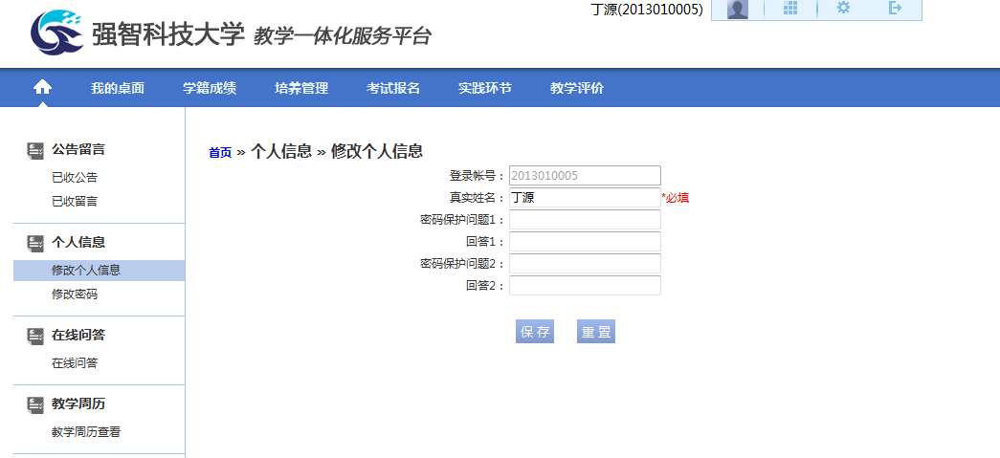 强智科技大学 教学一体化服务平台
丁源(2013010005)
我的桌面 学籍成绩 培养管理 考试报名 实践环节 教学评价
公告留言
已收公告
已收留言
个人信息
修改个人信息
修改密码
在线问答
在线问答
教学周历
教学周历查看
首页 » 个人信息 » 修改个人信息
登录帐号： 2013010005
真实姓名： 丁源 *必填
密码保护问题1：
回答1：
密码保护问题2：
回答2：
保存 重置